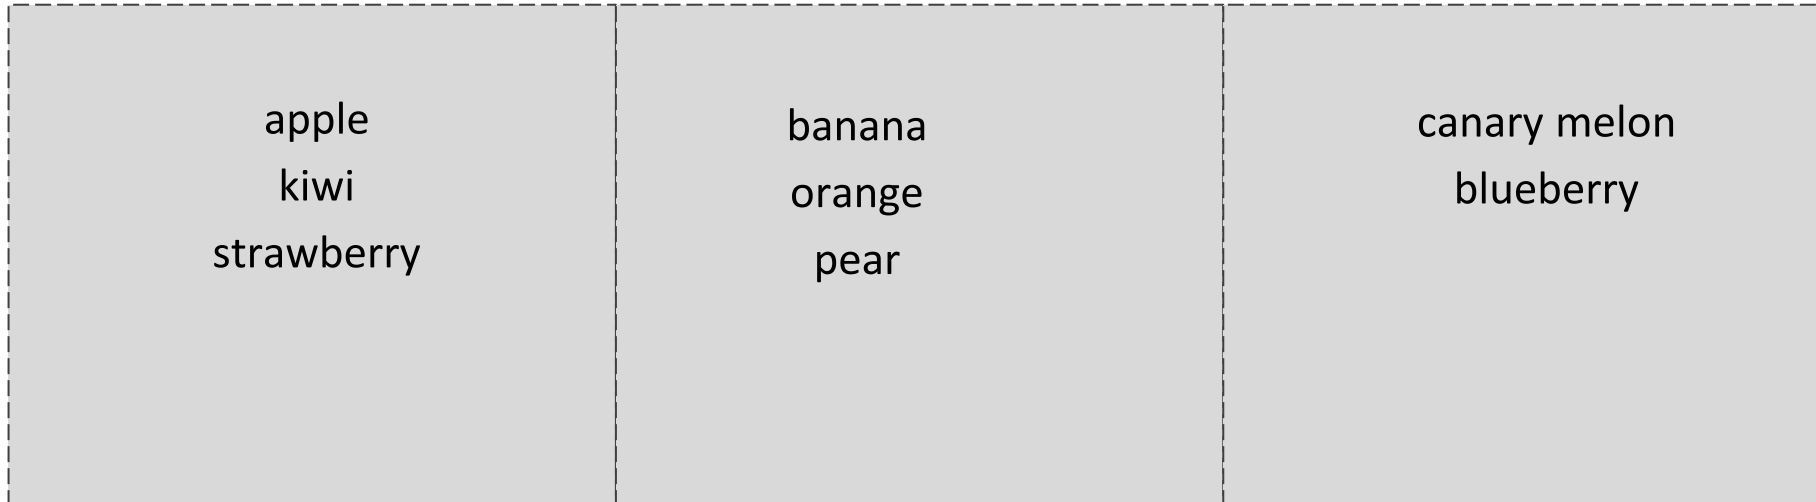 apple
kiwi
strawberry
banana
orange
pear
canary melon
blueberry